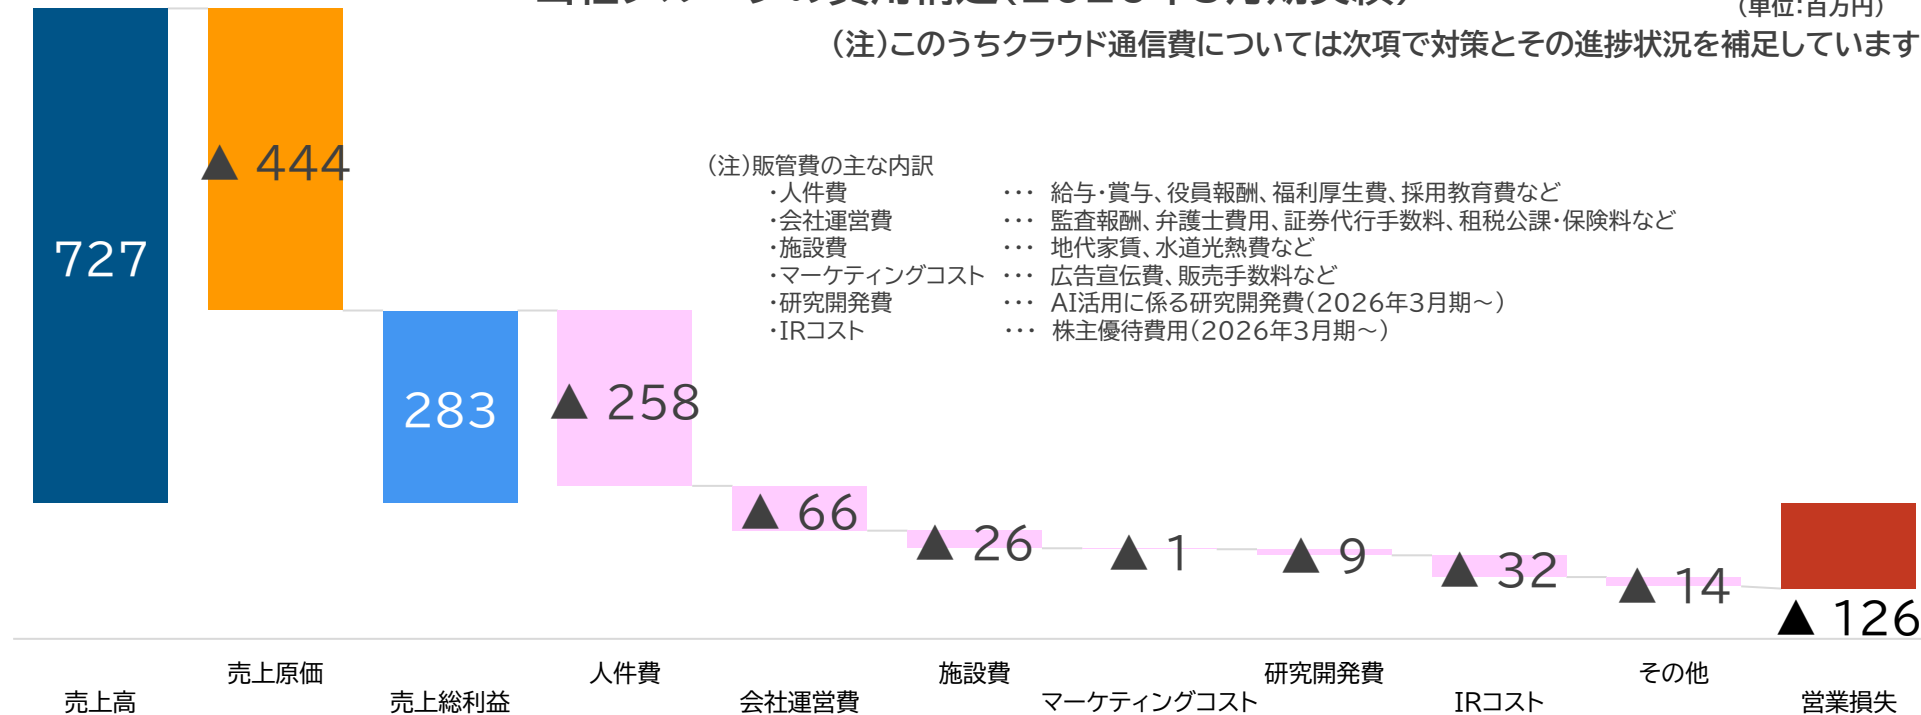 (単位:百万円)
(注)このうちクラウド通信費については次項で対策とその進捗状況を補足しています
727
▲ 444
283
▲ 258
▲ 66
▲ 26
▲ 1
▲ 9
▲ 32
▲ 14
▲ 126
(注)販管費の主な内訳
・人件費 ・・・ 給与・賞与、役員報酬、福利厚生費、採用教育費など
・会社運営費 ・・・ 監査報酬、弁護士費用、証券代行手数料、租税公課・保険料など
・施設費 ・・・ 地代家賃、水道光熱費など
・マーケティングコスト ・・・ 広告宣伝費、販売手数料など
・研究開発費 ・・・ AI活用に係る研究開発費(2026年3月期～)
・IRコスト ・・・ 株主優待費用(2026年3月期～)
売上高
売上原価
売上総利益
人件費
会社運営費
施設費
マーケティングコスト
研究開発費
IRコスト
その他
営業損失